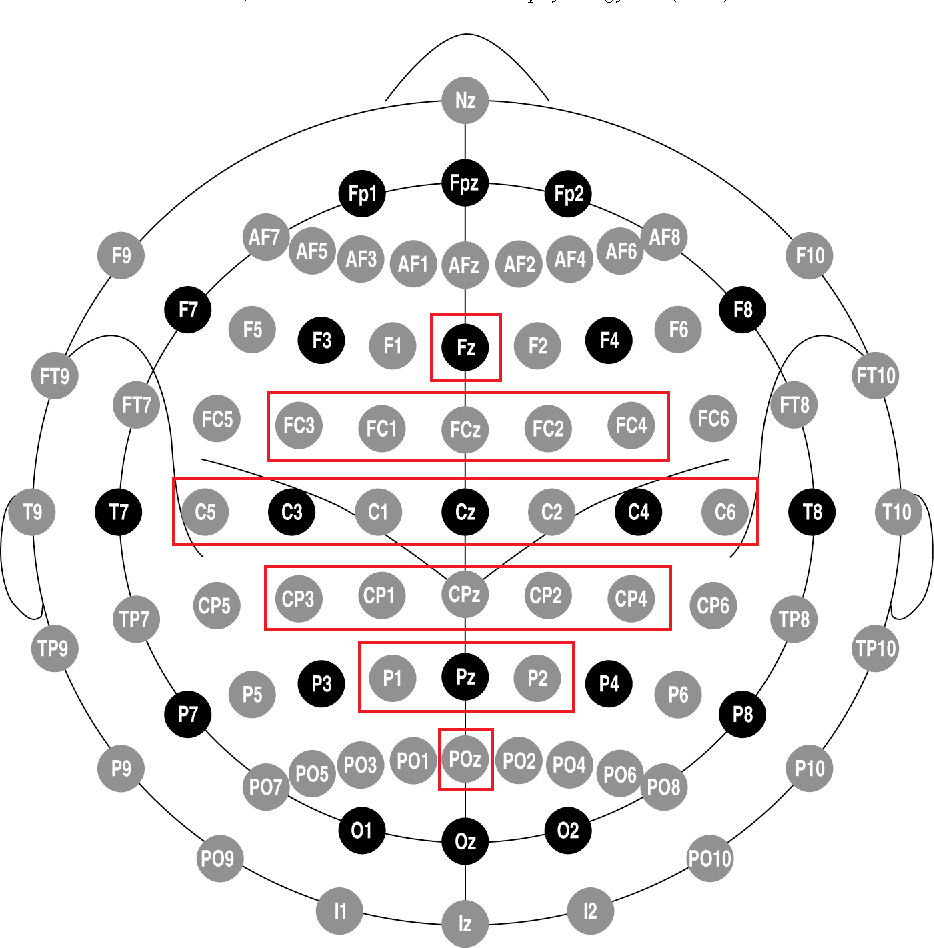 Nz
Fp1 Fpz Fp2
AF7 AF5 AF3 AF1 AFz AF2 AF4 AF6 AF8
F9 F10
F7 F5 F3 F1 Fz F2 F4 F6 F8
FT9 FT7 FC5 FC3 FC1 FCz FC2 FC4 FC6 FT8 FT10
T9 T7 C5 C3 C1 Cz C2 C4 C6 T8 T10
TP9 TP7 CP5 CP3 CP1 CPz CP2 CP4 CP6 TP8 TP10
P7 P5 P3 P1 Pz P2 P4 P6 P8
P9 P10
PO7 PO5 PO3 PO1 POz PO2 PO4 PO6 PO8
O1 Oz O2
PO9 PO10
I1 Iz I2